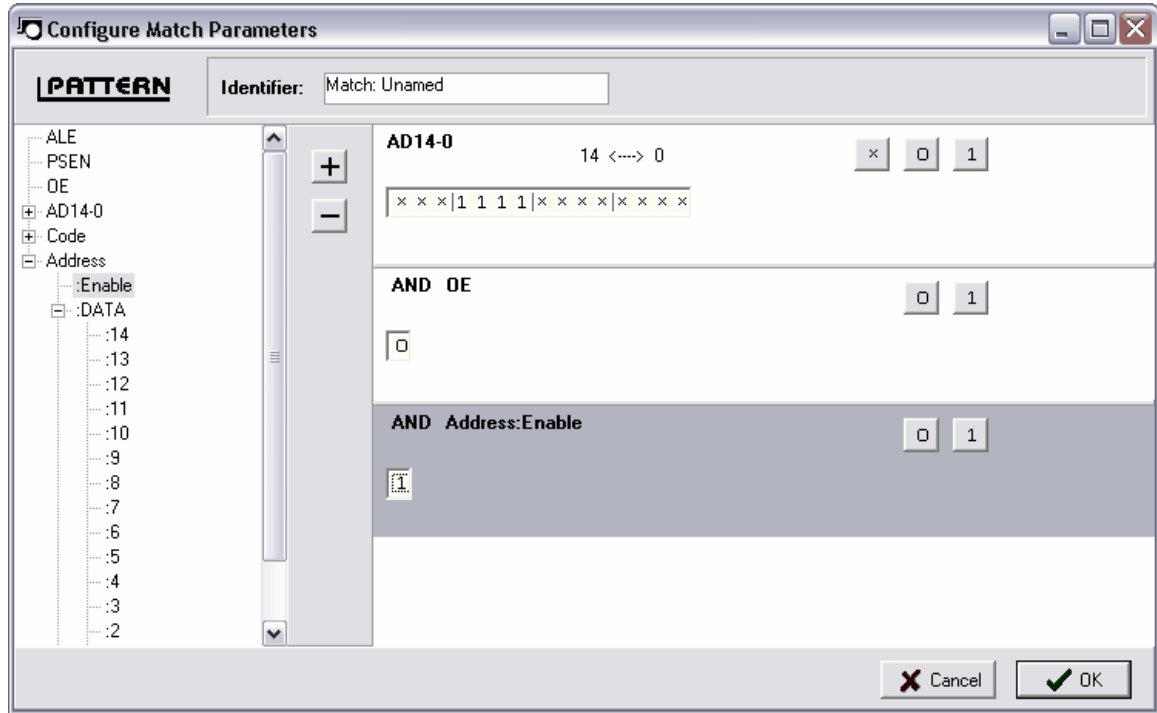 Configure Match Parameters
PATTERN
Identifier: Match: Unamed
ALE
PSEN
OE
AD14-0
Code
Address
:Enable
:DATA
:14
:13
:12
:11
:10
:9
:8
:7
:6
:5
:4
:3
:2
+
−
AD14-0
14 <---> 0
× 0 1
× × ×|1 1 1 1|× × × ×|× × × ×
AND OE
0 1
0
AND Address:Enable
0 1
1
Cancel
OK